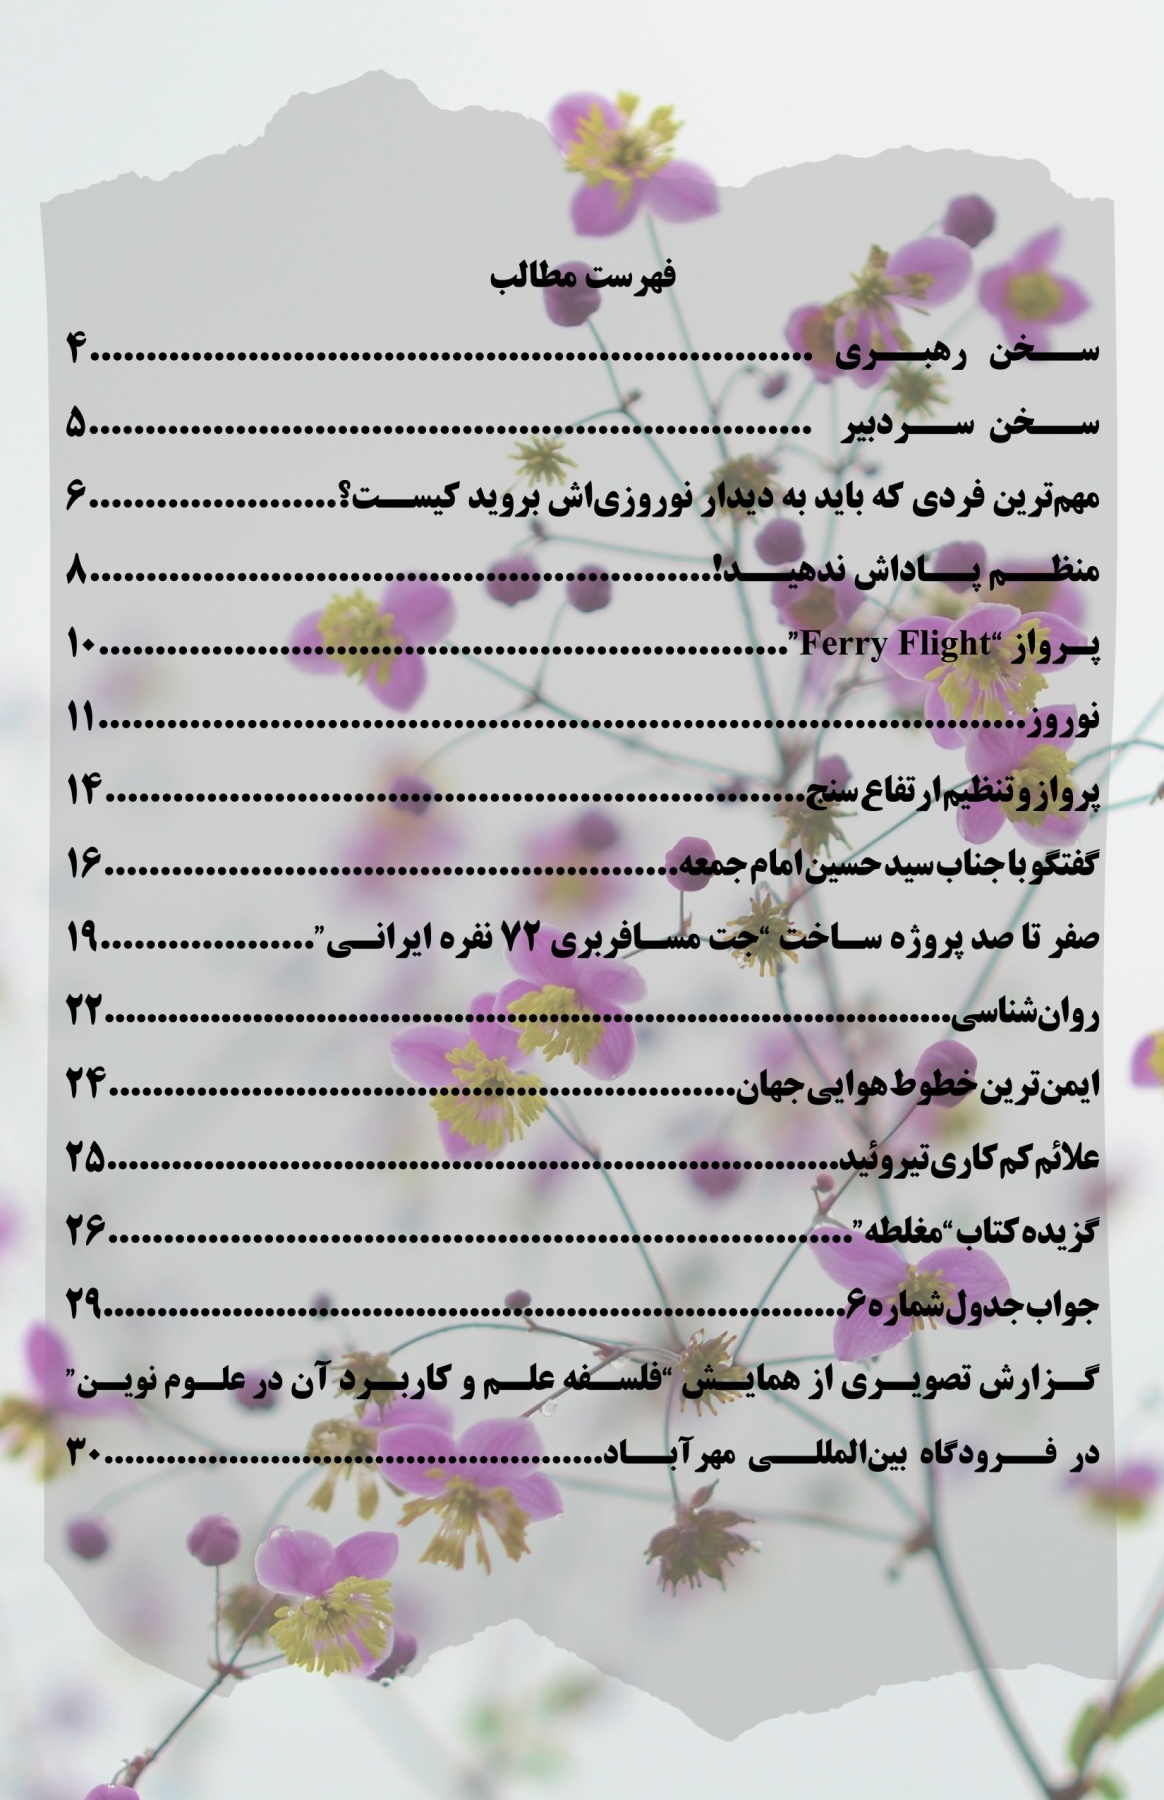 فهرست مطالب
سخن رهبری ................................................................۴
سخن سردبیر ................................................................۵
مهم‌ترین فردی که باید به دیدار نوروزی‌اش بروید کیست؟......................۶
منظم پاداش ندهید!.......................................................۸
پرواز “Ferry Flight”.............................................................۱۰
نوروز..................................................................................۱۱
پرواز و تنظیم ارتفاع سنج..............................................................۱۴
گفتگو با جناب سید حسین امام جمعه...................................................۱۶
صفر تا صد پروژه ساخت “جت مسافربری ۷۲ نفره ایرانی”...................۱۹
روان‌شناسی...........................................................................۲۲
ایمن‌ترین خطوط هوایی جهان........................................................۲۴
علائم کم کاری تیروئید.................................................................۲۵
گزیده کتاب “مغلطه”..................................................................۲۶
جواب جدول شماره ۶..................................................................۲۹
گزارش تصویری از همایش “فلسفه علم و کاربرد آن در علوم نوین”
در فرودگاه بین‌المللی مهرآباد............................................۳۰